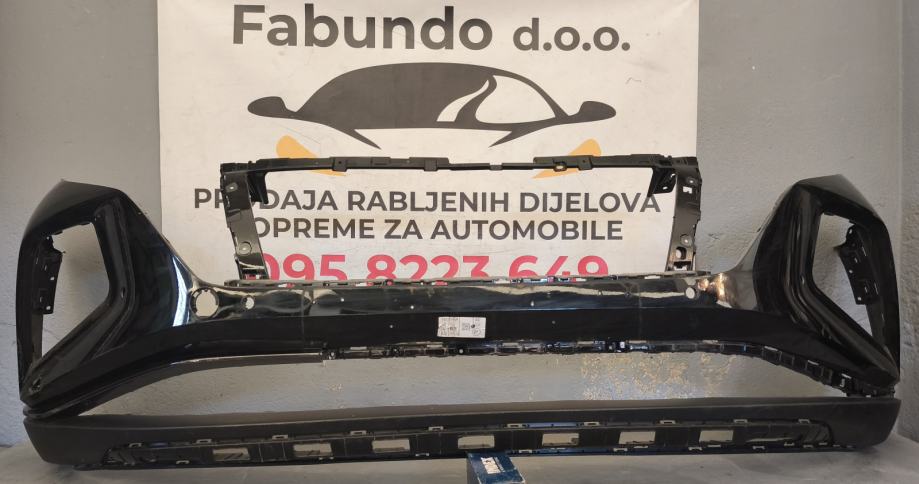 Fabundo d.o.o.
PRODAJA RABLJENIH DIJELOVA
OPREME ZA AUTOMOBILE
095 8223 649